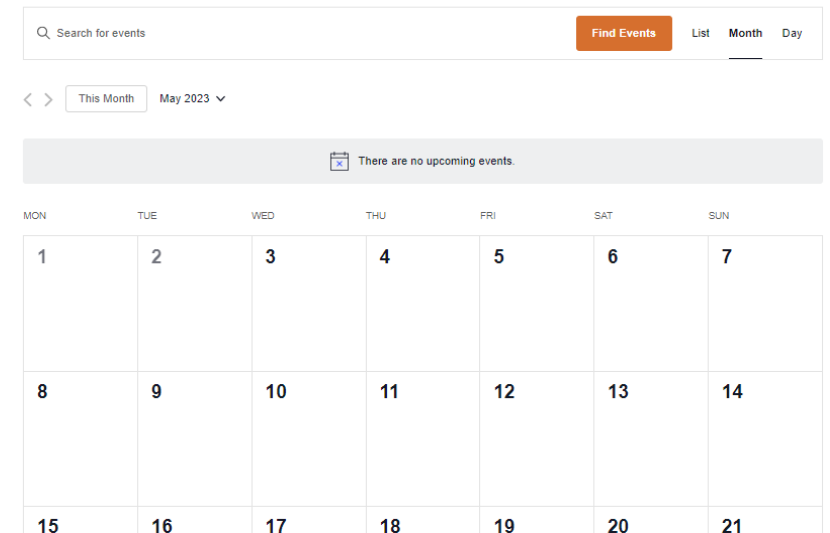 Search for events Find Events List Month Day
This Month May 2023
There are no upcoming events.
MON TUE WED THU FRI SAT SUN
1 2 3 4 5 6 7
8 9 10 11 12 13 14
15 16 17 18 19 20 21